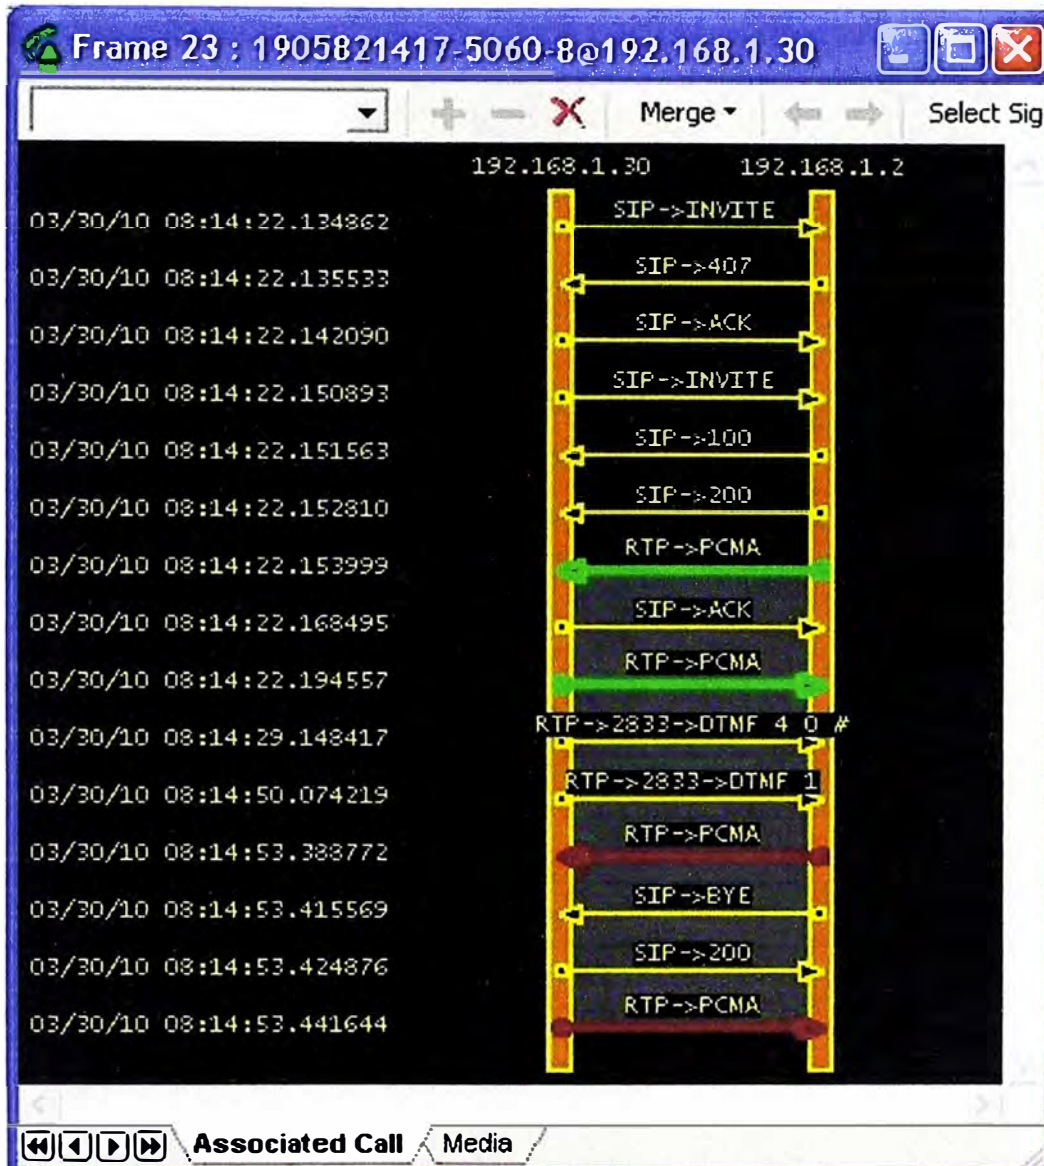 Frame 23 : 1905821417-5060-8@192.168.1.30
Merge
Select Sig
192.168.1.30 192.168.1.2
03/30/10 08:14:22.134862 SIP->INVITE
03/30/10 08:14:22.135533 SIP->407
03/30/10 08:14:22.142090 SIP->ACK
03/30/10 08:14:22.150893 SIP->INVITE
03/30/10 08:14:22.151563 SIP->100
03/30/10 08:14:22.152810 SIP->200
03/30/10 08:14:22.153999 RTP->PCMA
03/30/10 08:14:22.168495 SIP->ACK
03/30/10 08:14:22.194557 RTP->PCMA
03/30/10 08:14:29.148417 RTP->2833->DTMF 4 0 #
03/30/10 08:14:50.074219 RTP->2833->DTMF 1
03/30/10 08:14:53.388772 RTP->PCMA
03/30/10 08:14:53.415569 SIP->BYE
03/30/10 08:14:53.424876 SIP->200
03/30/10 08:14:53.441644 RTP->PCMA
Associated Call Media